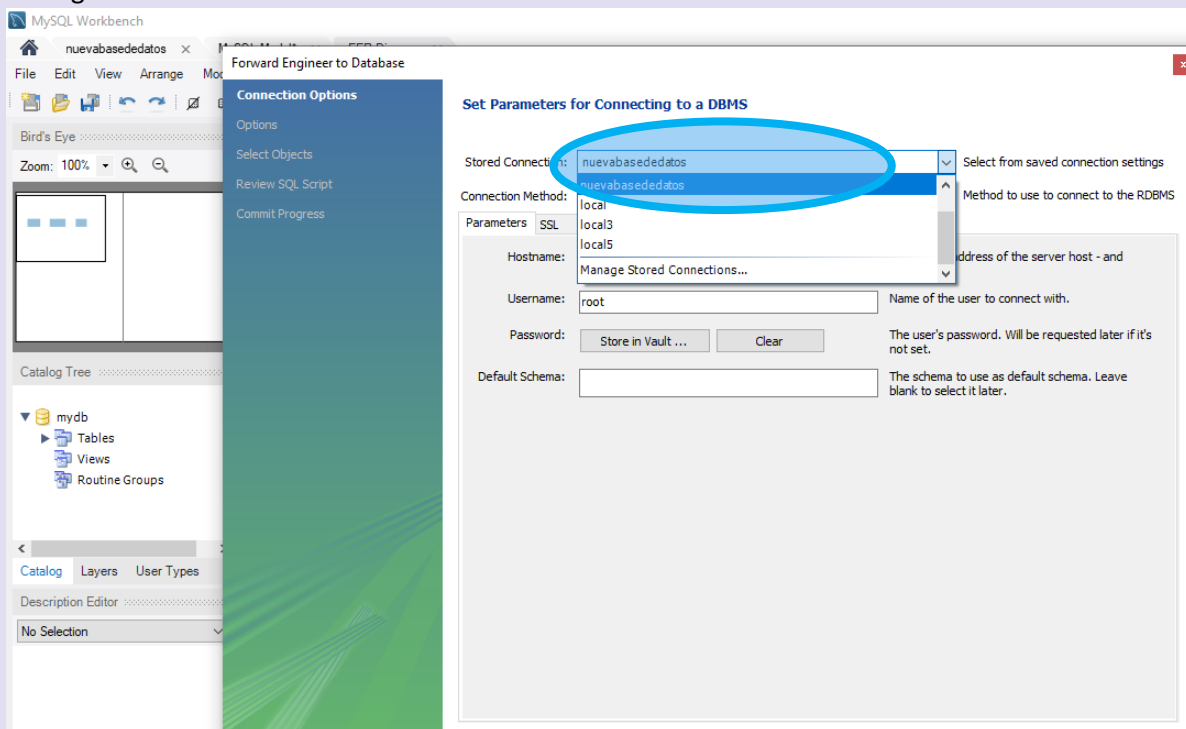 MySQL Workbench
nuevabasededatos ×
File Edit View Arrange
Forward Engineer to Database
Connection Options
Options
Select Objects
Review SQL Script
Commit Progress
Bird's Eye
Zoom: 100%
Catalog Tree
mydb
Tables
Views
Routine Groups
Catalog Layers User Types
Description Editor
No Selection
Set Parameters for Connecting to a DBMS
Stored Connection: nuevabasededatos Select from saved connection settings
nuevabasededatos
Connection Method: Method to use to connect to the RDBMS
local
Parameters SSL
local3
local5
Hostname: address of the server host - and
Manage Stored Connections...
Username: root Name of the user to connect with.
Password: Store in Vault ... Clear The user's password. Will be requested later if it's
not set.
Default Schema: The schema to use as default schema. Leave
blank to select it later.